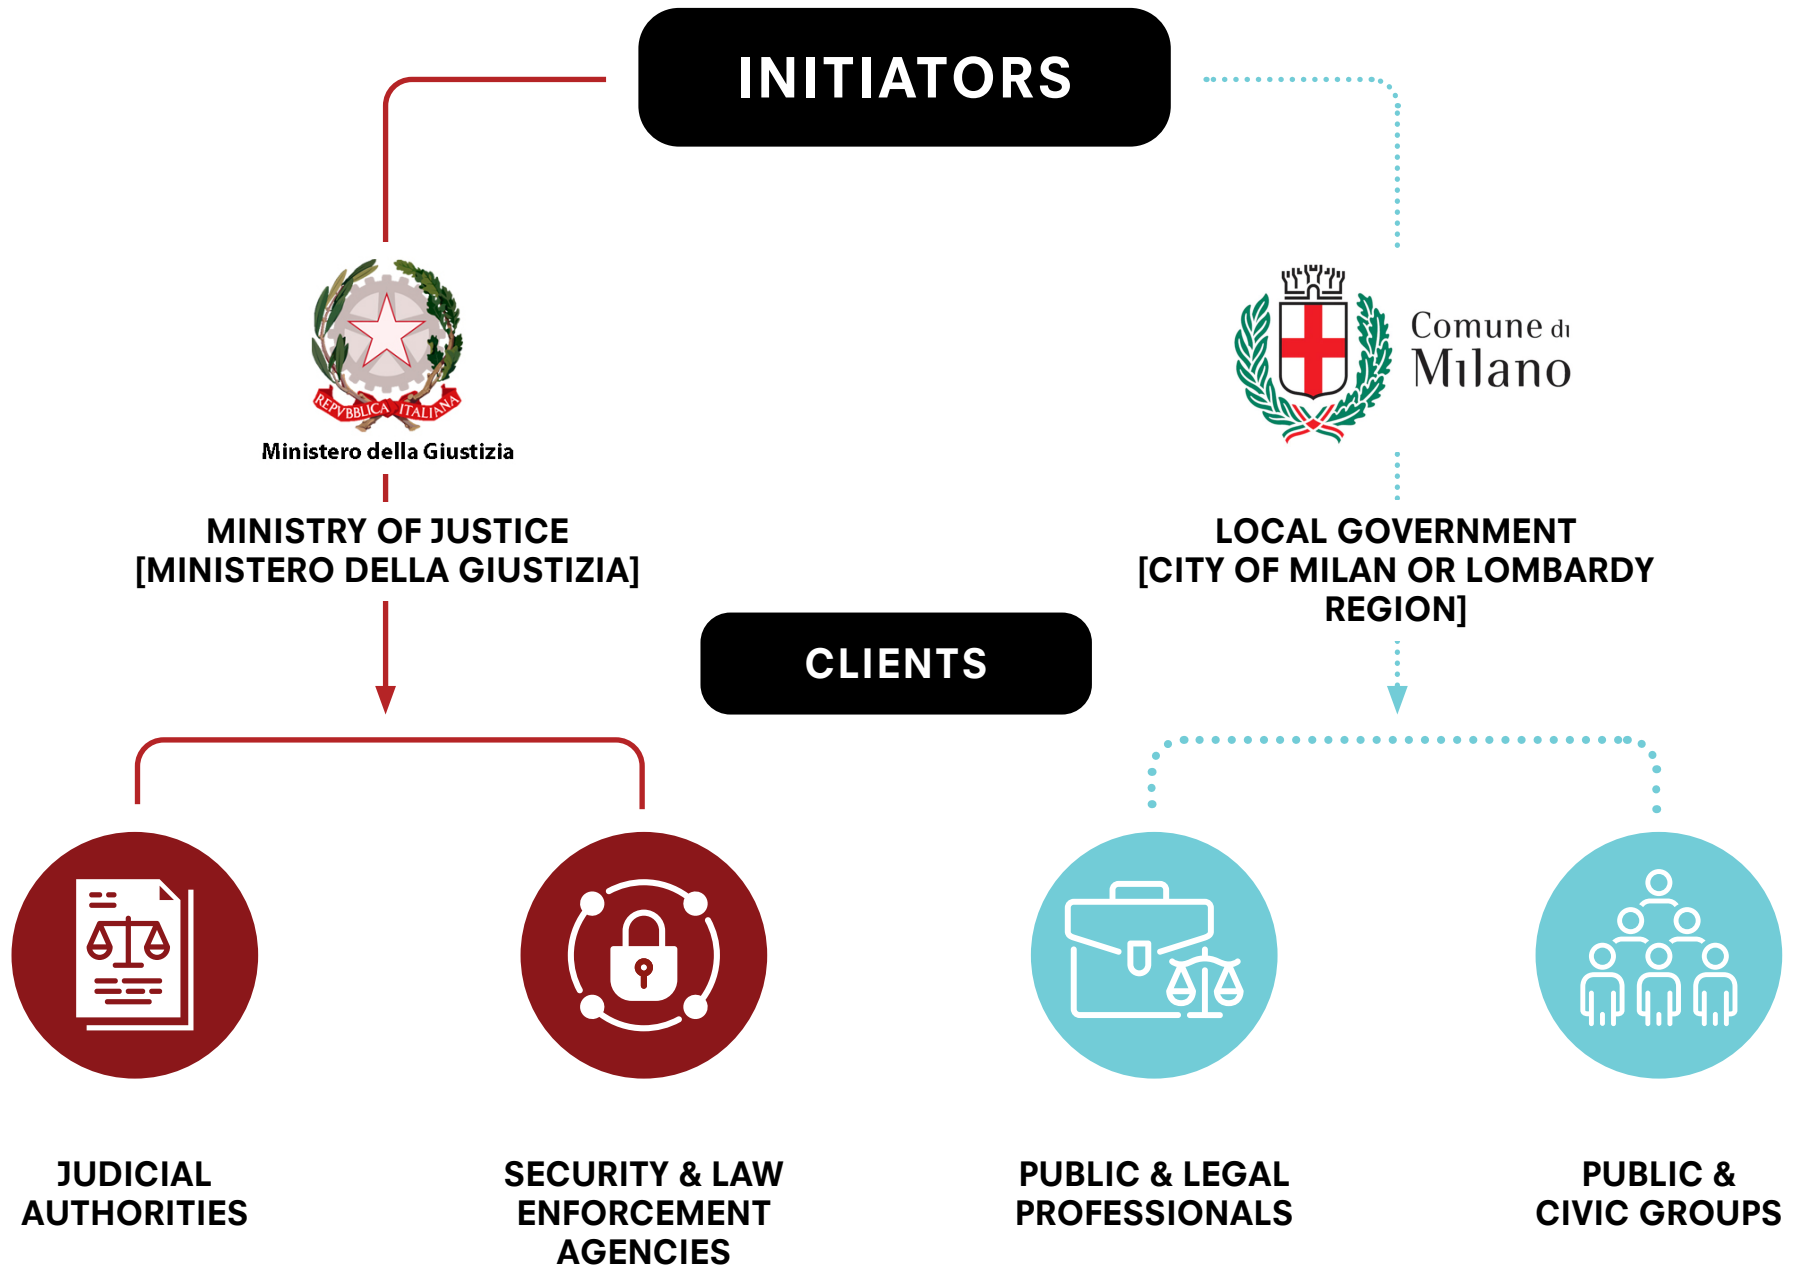 INITIATORS
REPVBBLICA ITALIANA
Ministero della Giustizia
Comune di
Milano
MINISTRY OF JUSTICE
[MINISTERO DELLA GIUSTIZIA]
LOCAL GOVERNMENT
[CITY OF MILAN OR LOMBARDY
REGION]
CLIENTS
JUDICIAL
AUTHORITIES
SECURITY & LAW
ENFORCEMENT
AGENCIES
PUBLIC & LEGAL
PROFESSIONALS
PUBLIC &
CIVIC GROUPS